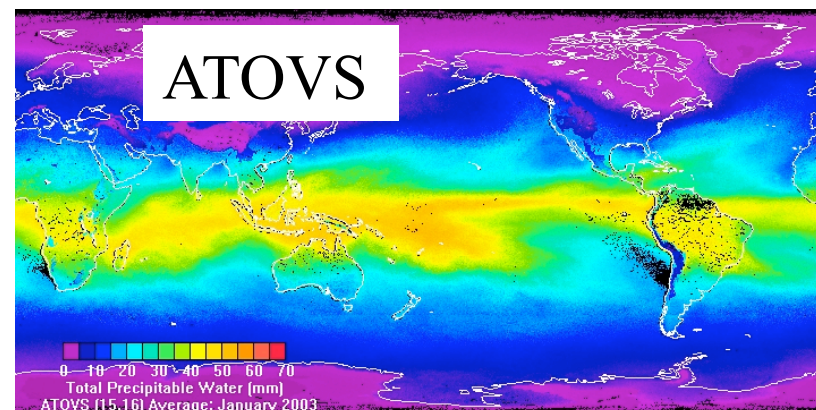 ATOVS
0 10 20 30 40 50 60 70
Total Precipitable Water (mm)
ATOVS (15,16) Average: January 2003